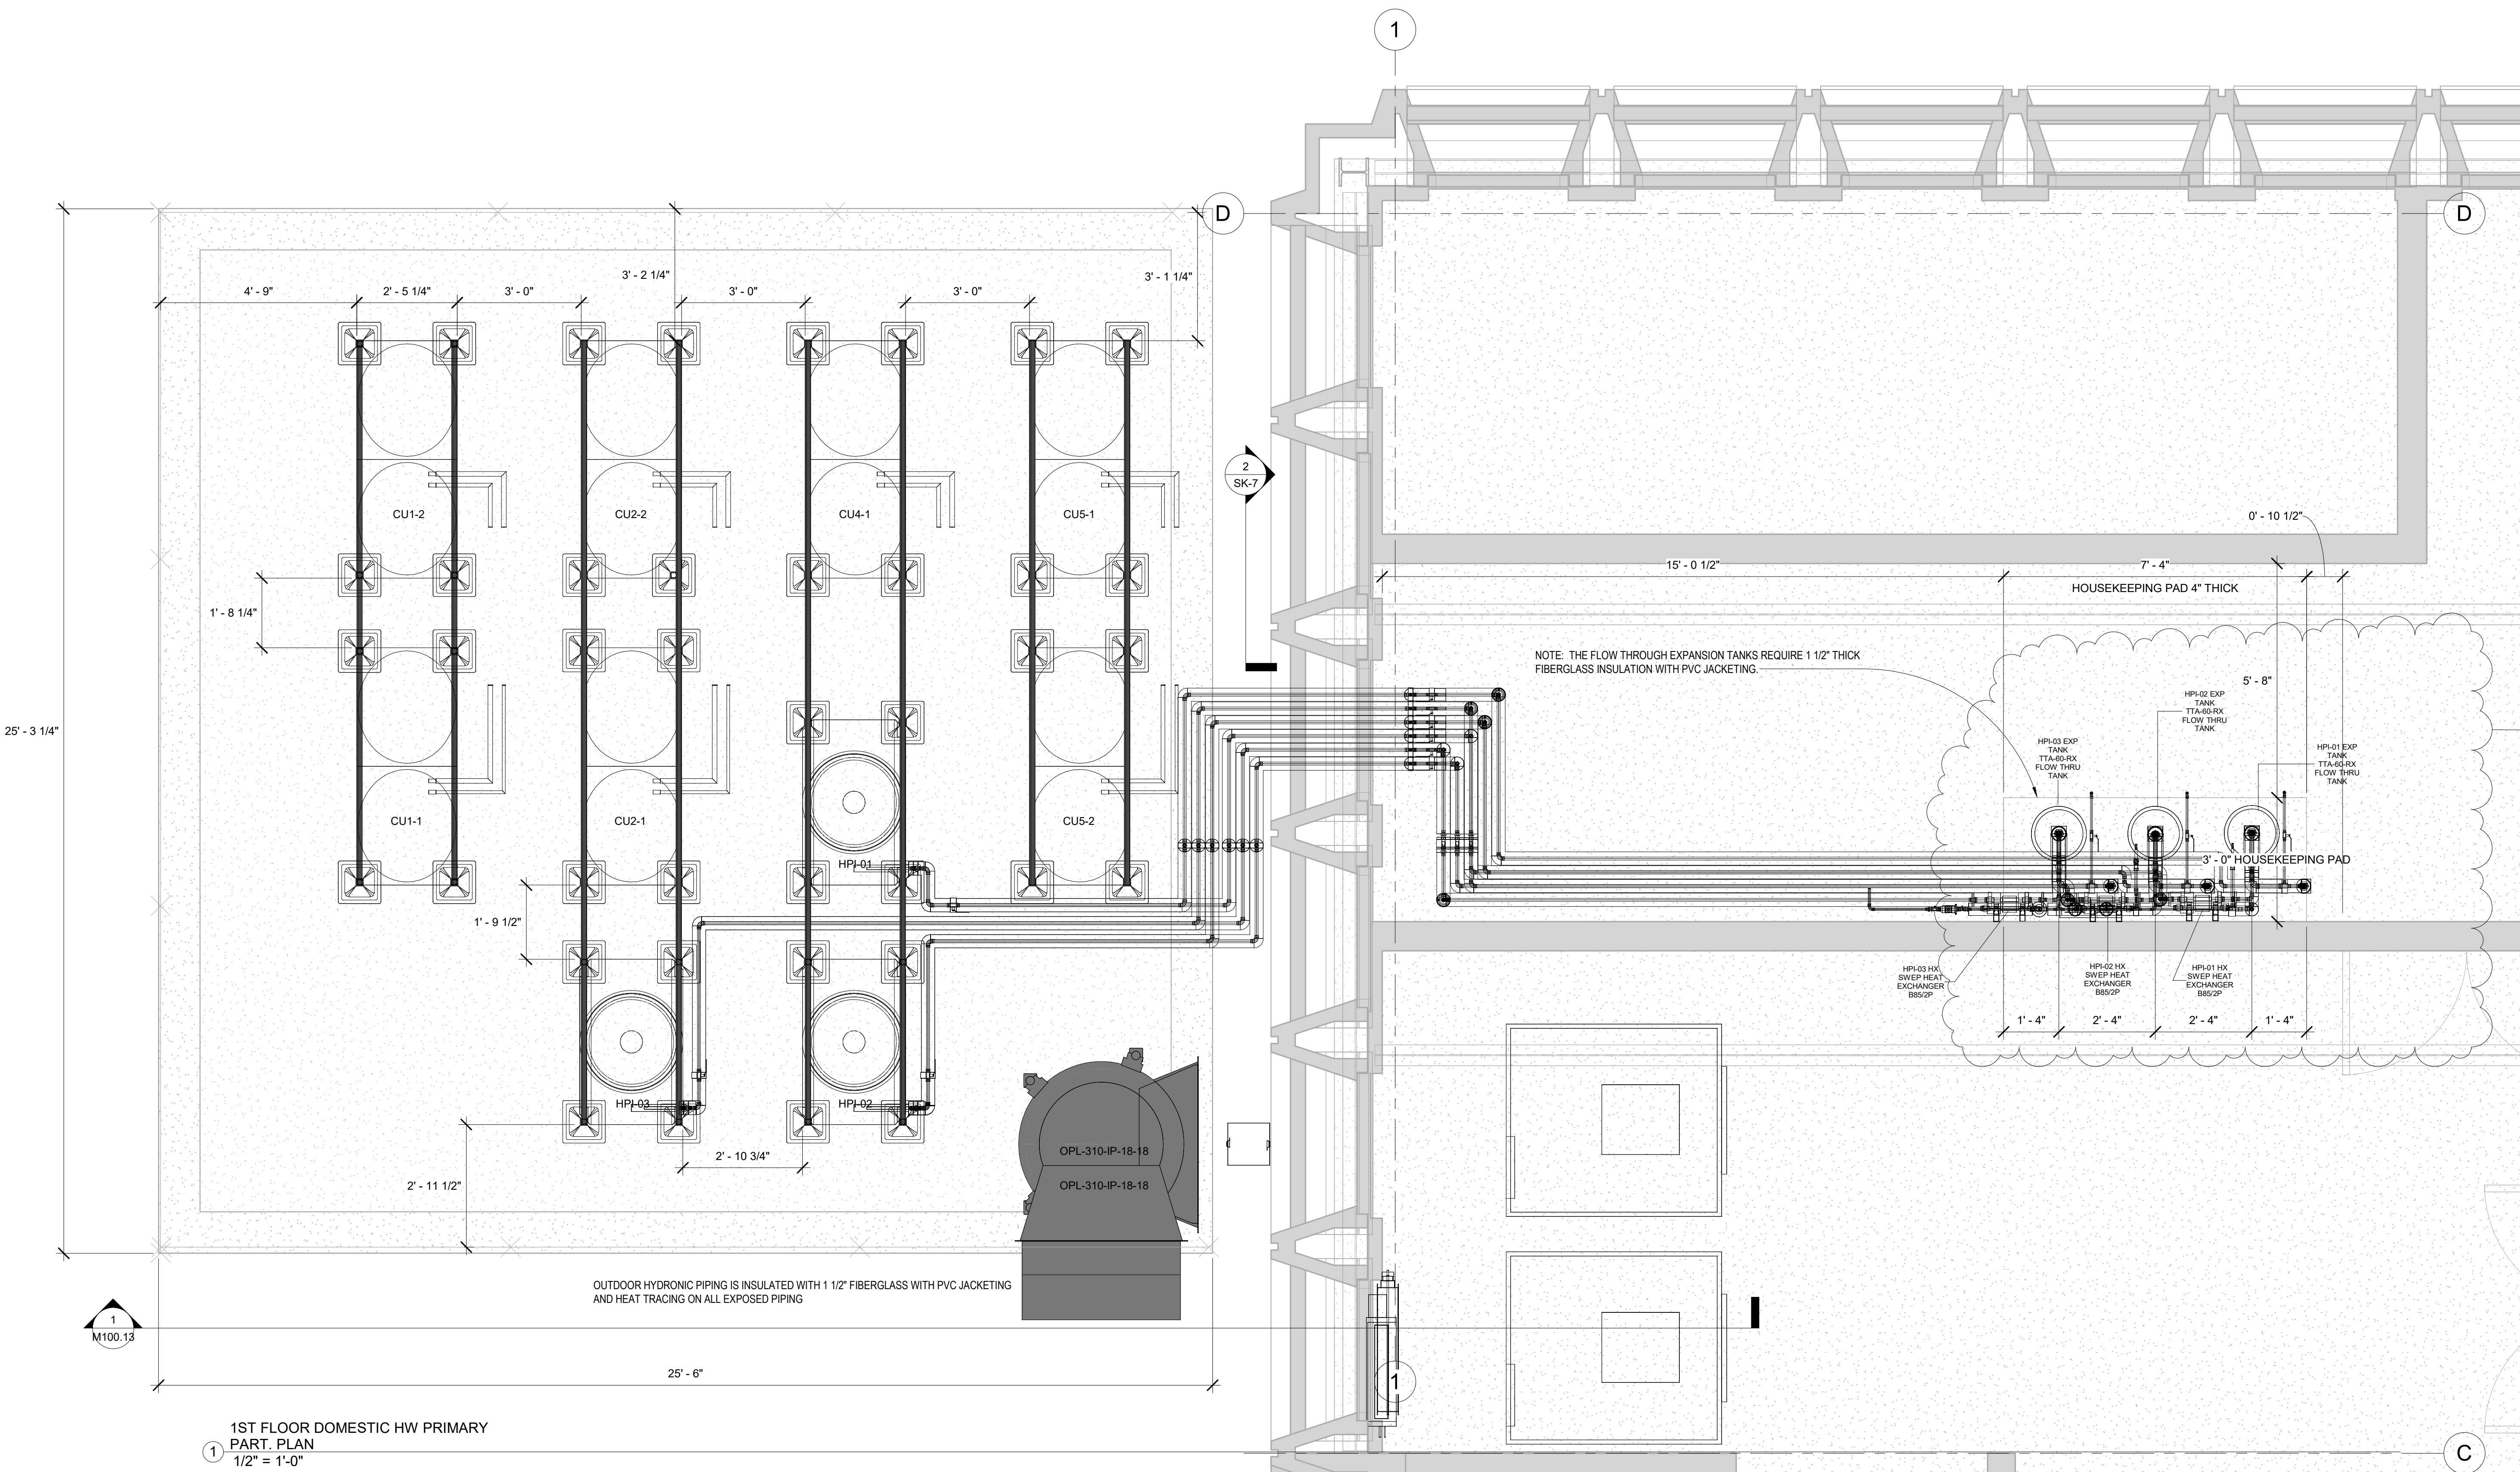 1
D
D
3' - 2 1/4"
3' - 1 1/4"
4' - 9"
2' - 5 1/4"
3' - 0"
3' - 0"
3' - 0"
2
SK-7
CU1-2
CU2-2
CU4-1
CU5-1
0' - 10 1/2"
15' - 0 1/2"
7' - 4"
HOUSEKEEPING PAD 4" THICK
1' - 8 1/4"
NOTE: THE FLOW THROUGH EXPANSION TANKS REQUIRE 1 1/2" THICK
FIBERGLASS INSULATION WITH PVC JACKETING.
5' - 8"
HPI-02 EXP
TANK
TTA-60-RX
FLOW THRU
TANK
25' - 3 1/4"
HPI-03 EXP
TANK
TTA-60-RX
FLOW THRU
TANK
HPI-01 EXP
TANK
TTA-60-RX
FLOW THRU
TANK
CU1-1
CU2-1
CU5-2
HPI-01
3' - 0" HOUSEKEEPING PAD
1' - 9 1/2"
HPI-03 HX
SWEP HEAT
EXCHANGER
B85/2P
HPI-02 HX
SWEP HEAT
EXCHANGER
B85/2P
HPI-01 HX
SWEP HEAT
EXCHANGER
B85/2P
1' - 4"
2' - 4"
2' - 4"
1' - 4"
HPI-03
HPI-02
2' - 10 3/4"
2' - 11 1/2"
OPL-310-IP-18-18
OPL-310-IP-18-18
OUTDOOR HYDRONIC PIPING IS INSULATED WITH 1 1/2" FIBERGLASS WITH PVC JACKETING
AND HEAT TRACING ON ALL EXPOSED PIPING
1
M100.13
25' - 6"
1
1ST FLOOR DOMESTIC HW PRIMARY
PART. PLAN
1
1/2" = 1'-0"
C